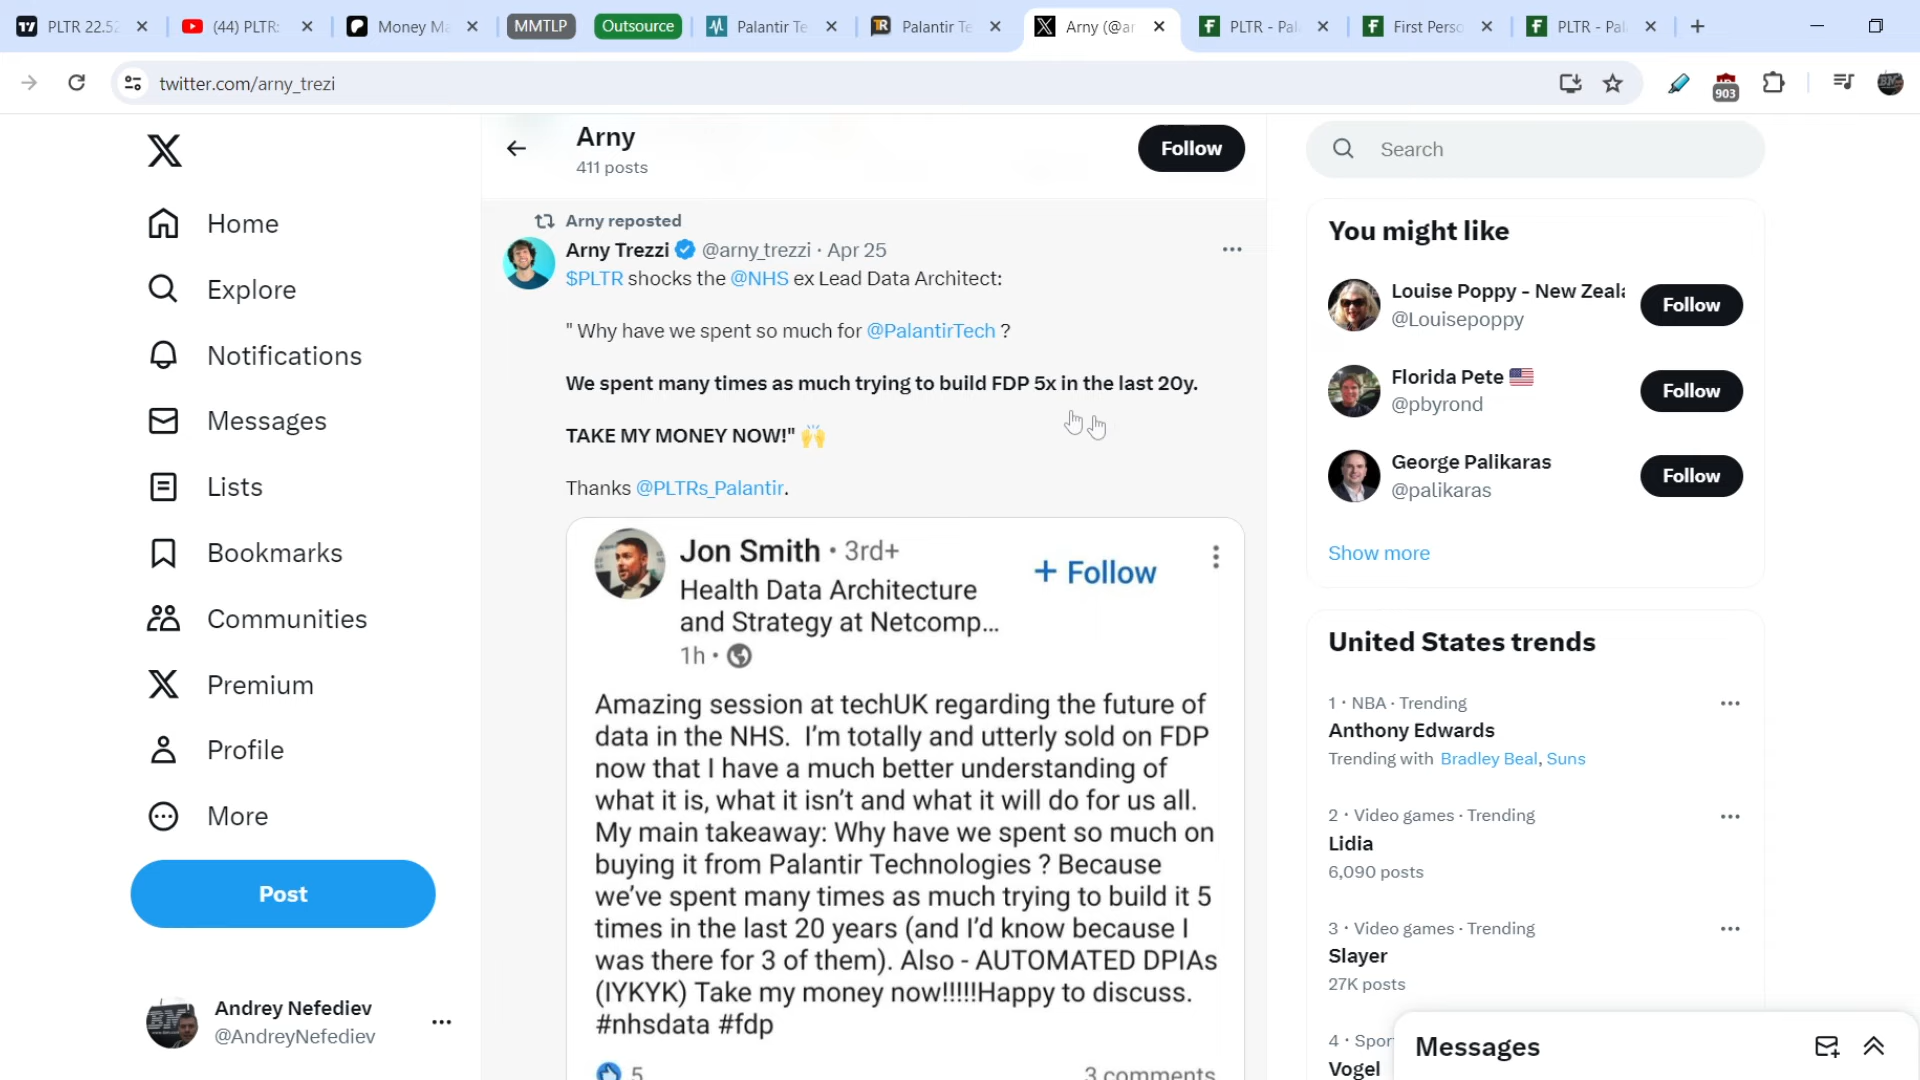 PLTR 22.52
(44) PLTR:
Money Ma
MMTLP
Outsource
Palantir Te
Palantir Te
Arny (@ar
PLTR - Pal
First Perso
PLTR - Pal
twitter.com/arny_trezi
903
Home
Explore
Notifications
Messages
Lists
Bookmarks
Communities
Premium
Profile
More
Post
Andrey Nefediev
@AndreyNefediev
Arny
411 posts
Follow
Arny reposted
Arny Trezzi @arny_trezzi · Apr 25
$PLTR shocks the @NHS ex Lead Data Architect:
" Why have we spent so much for @PalantirTech ?
We spent many times as much trying to build FDP 5x in the last 20y.
TAKE MY MONEY NOW!" 🙌
Thanks @PLTRs_Palantir.
Jon Smith • 3rd+
+ Follow
Health Data Architecture
and Strategy at Netcomp...
1h •
Amazing session at techUK regarding the future of
data in the NHS. I'm totally and utterly sold on FDP
now that I have a much better understanding of
what it is, what it isn't and what it will do for us all.
My main takeaway: Why have we spent so much on
buying it from Palantir Technologies ? Because
we've spent many times as much trying to build it 5
times in the last 20 years (and I'd know because I
was there for 3 of them). Also - AUTOMATED DPIAs
(IYKYK) Take my money now!!!!!Happy to discuss.
#nhsdata #fdp
5
3 comments
Search
You might like
Louise Poppy - New Zeala
@Louisepoppy
Follow
Florida Pete 🇺🇸
@pbyrond
Follow
George Palikaras
@palikaras
Follow
Show more
United States trends
1 · NBA · Trending
Anthony Edwards
Trending with Bradley Beal, Suns
2 · Video games · Trending
Lidia
6,090 posts
3 · Video games · Trending
Slayer
27K posts
4 · Spor
Vogel
Messages